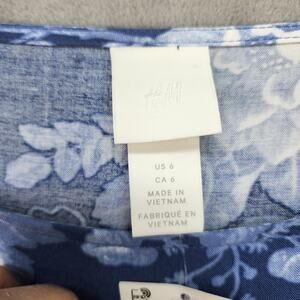 H&M
US 6
CA 6
MADE IN
VIETNAM
FABRIQUÉ EN
VIETNAM